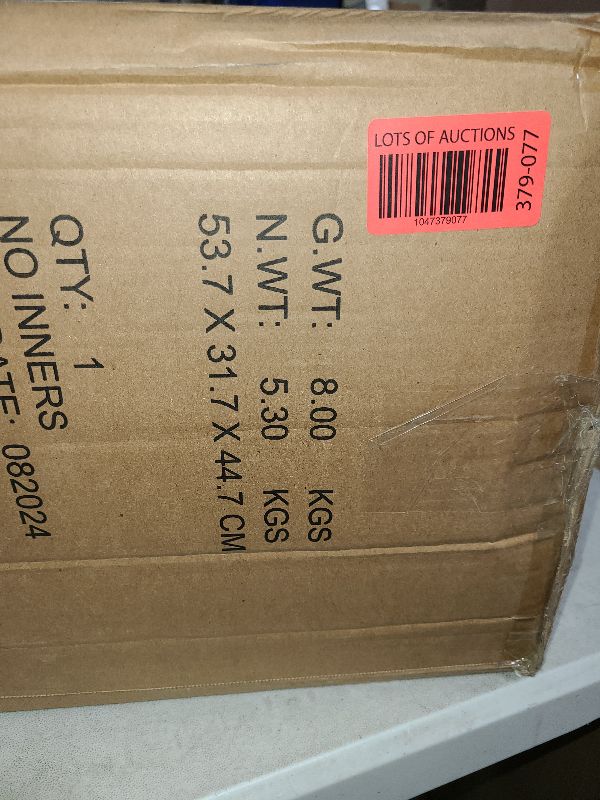 LOTS OF AUCTIONS
1047379077
379-077
G.WT: 8.00 KGS
N.WT: 5.30 KGS
53.7 X 31.7 X 44.7 CM
QTY: 1
NO INNERS
082024